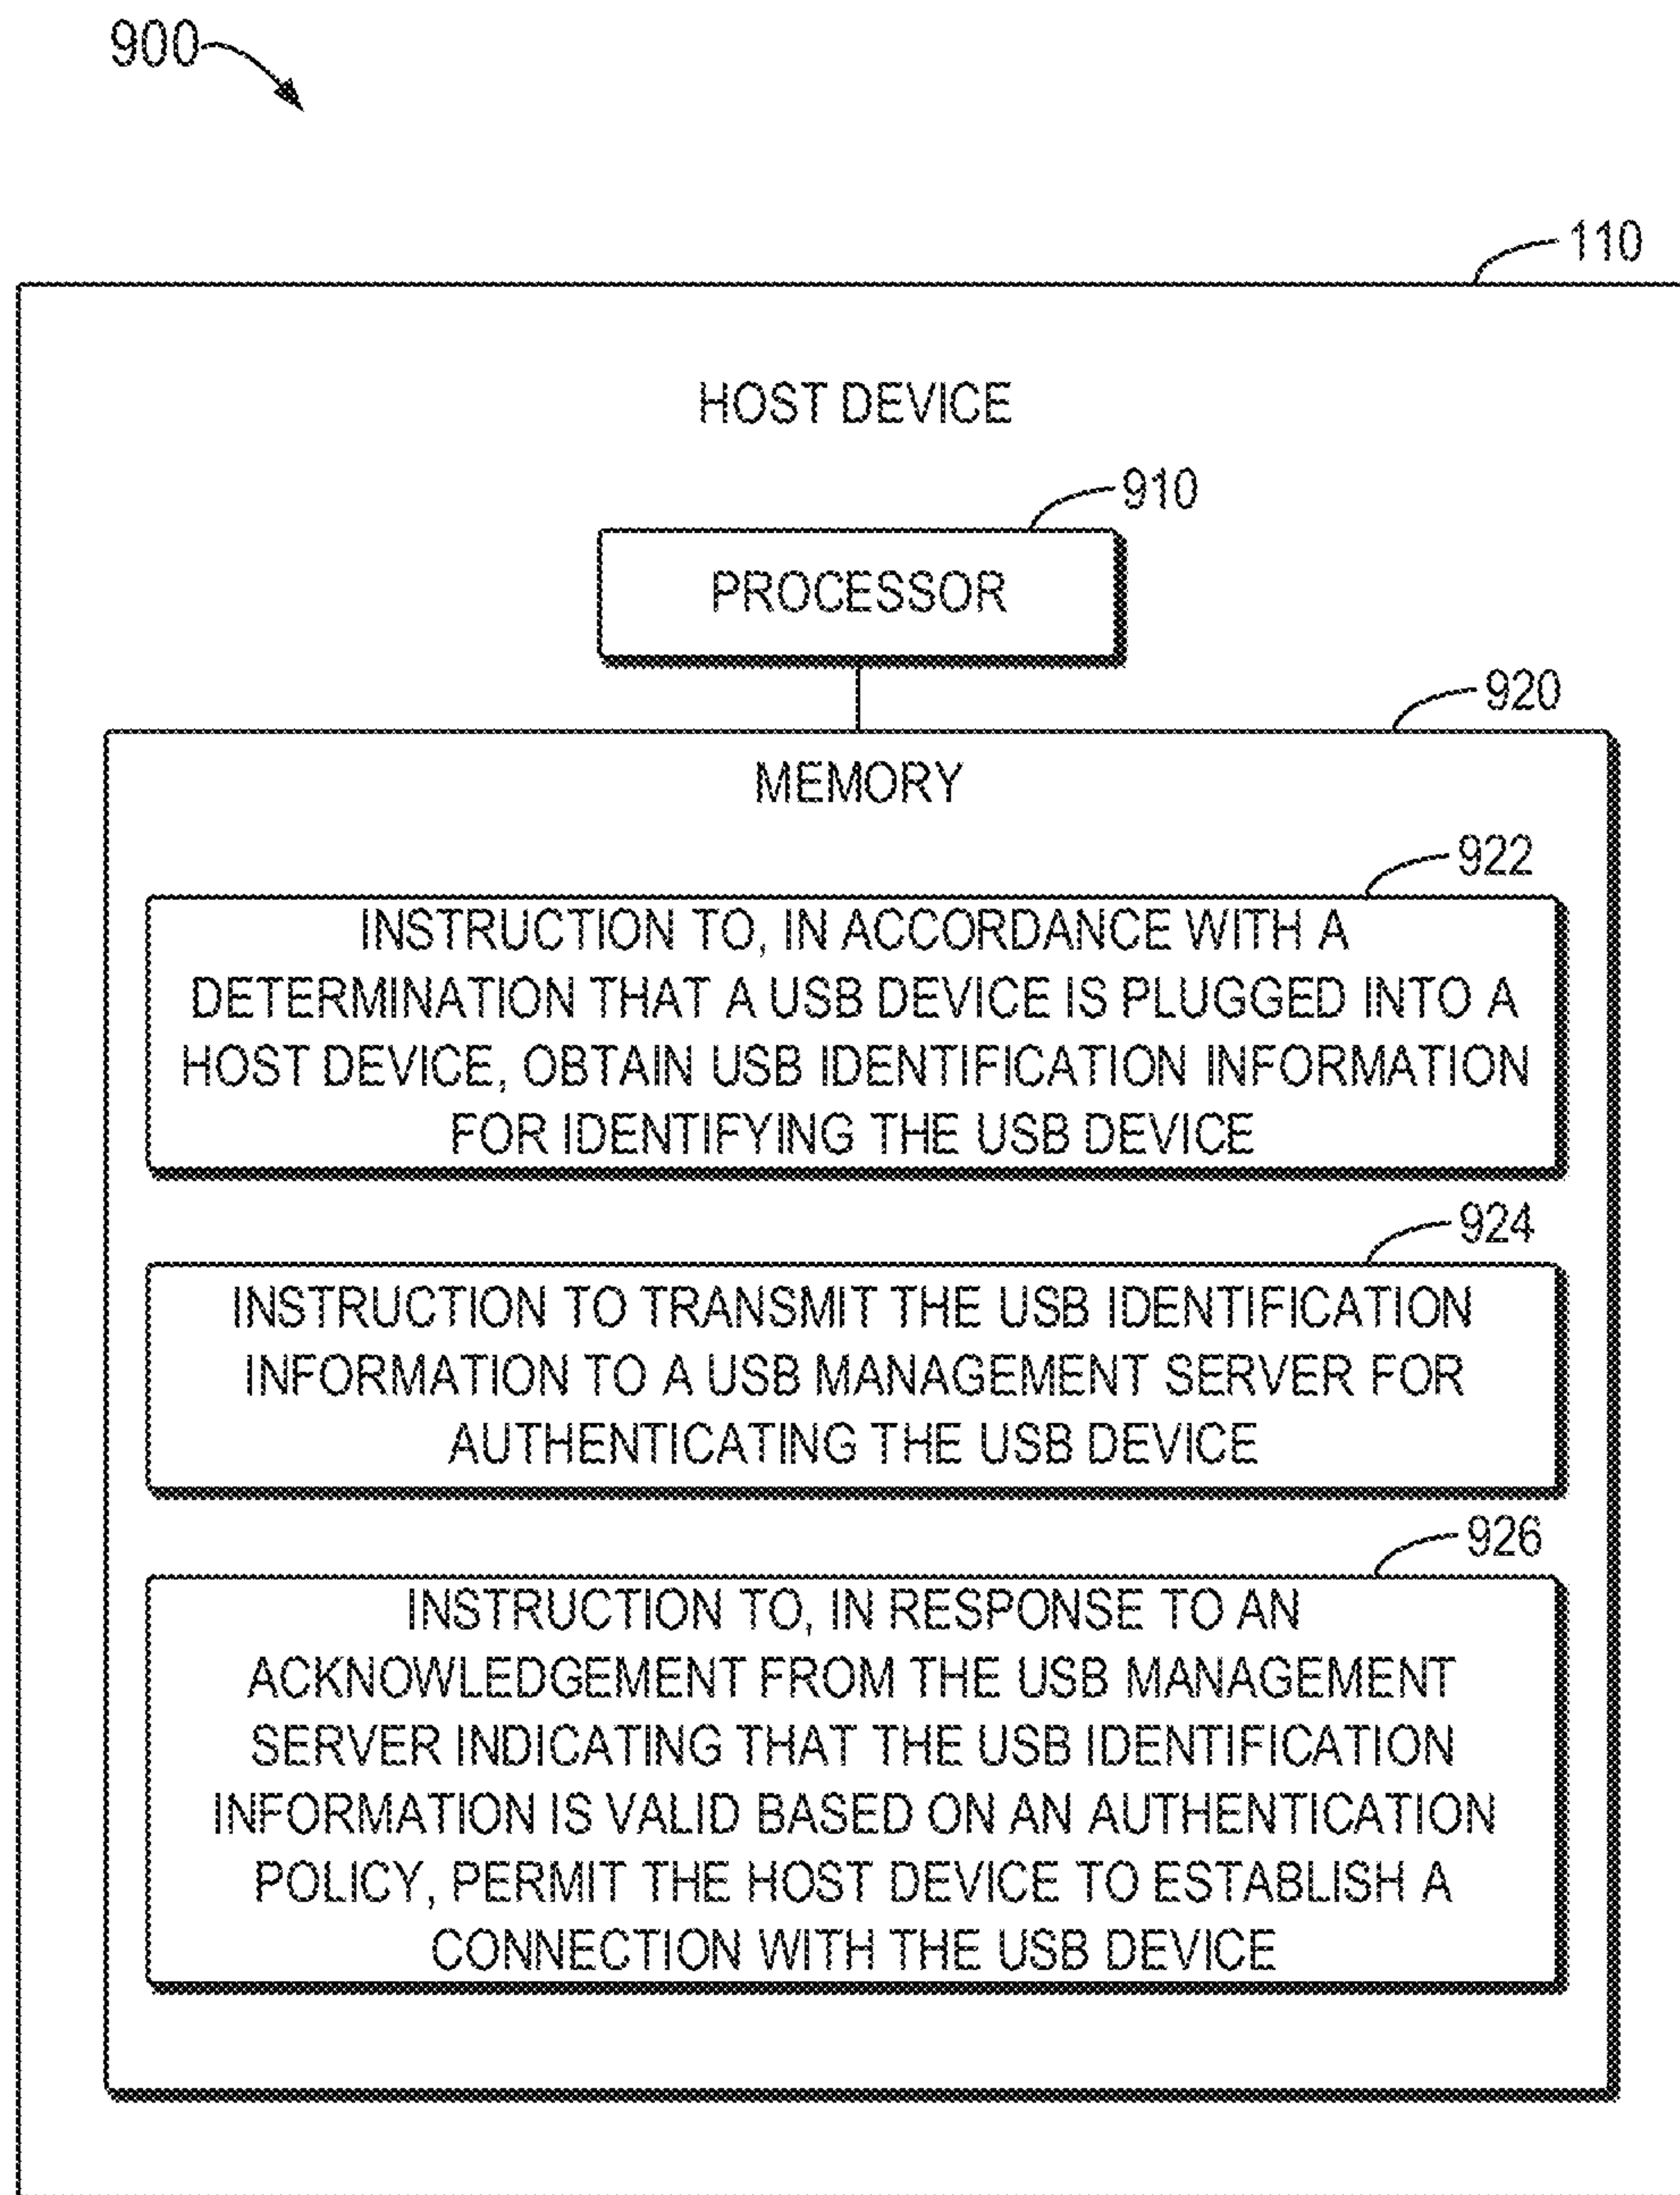 900
110
HOST DEVICE
910
PROCESSOR
920
MEMORY
922
INSTRUCTION TO, IN ACCORDANCE WITH A
DETERMINATION THAT A USB DEVICE IS PLUGGED INTO A
HOST DEVICE, OBTAIN USB IDENTIFICATION INFORMATION
FOR IDENTIFYING THE USB DEVICE
924
INSTRUCTION TO TRANSMIT THE USB IDENTIFICATION
INFORMATION TO A USB MANAGEMENT SERVER FOR
AUTHENTICATING THE USB DEVICE
926
INSTRUCTION TO, IN RESPONSE TO AN
ACKNOWLEDGEMENT FROM THE USB MANAGEMENT
SERVER INDICATING THAT THE USB IDENTIFICATION
INFORMATION IS VALID BASED ON AN AUTHENTICATION
POLICY, PERMIT THE HOST DEVICE TO ESTABLISH A
CONNECTION WITH THE USB DEVICE